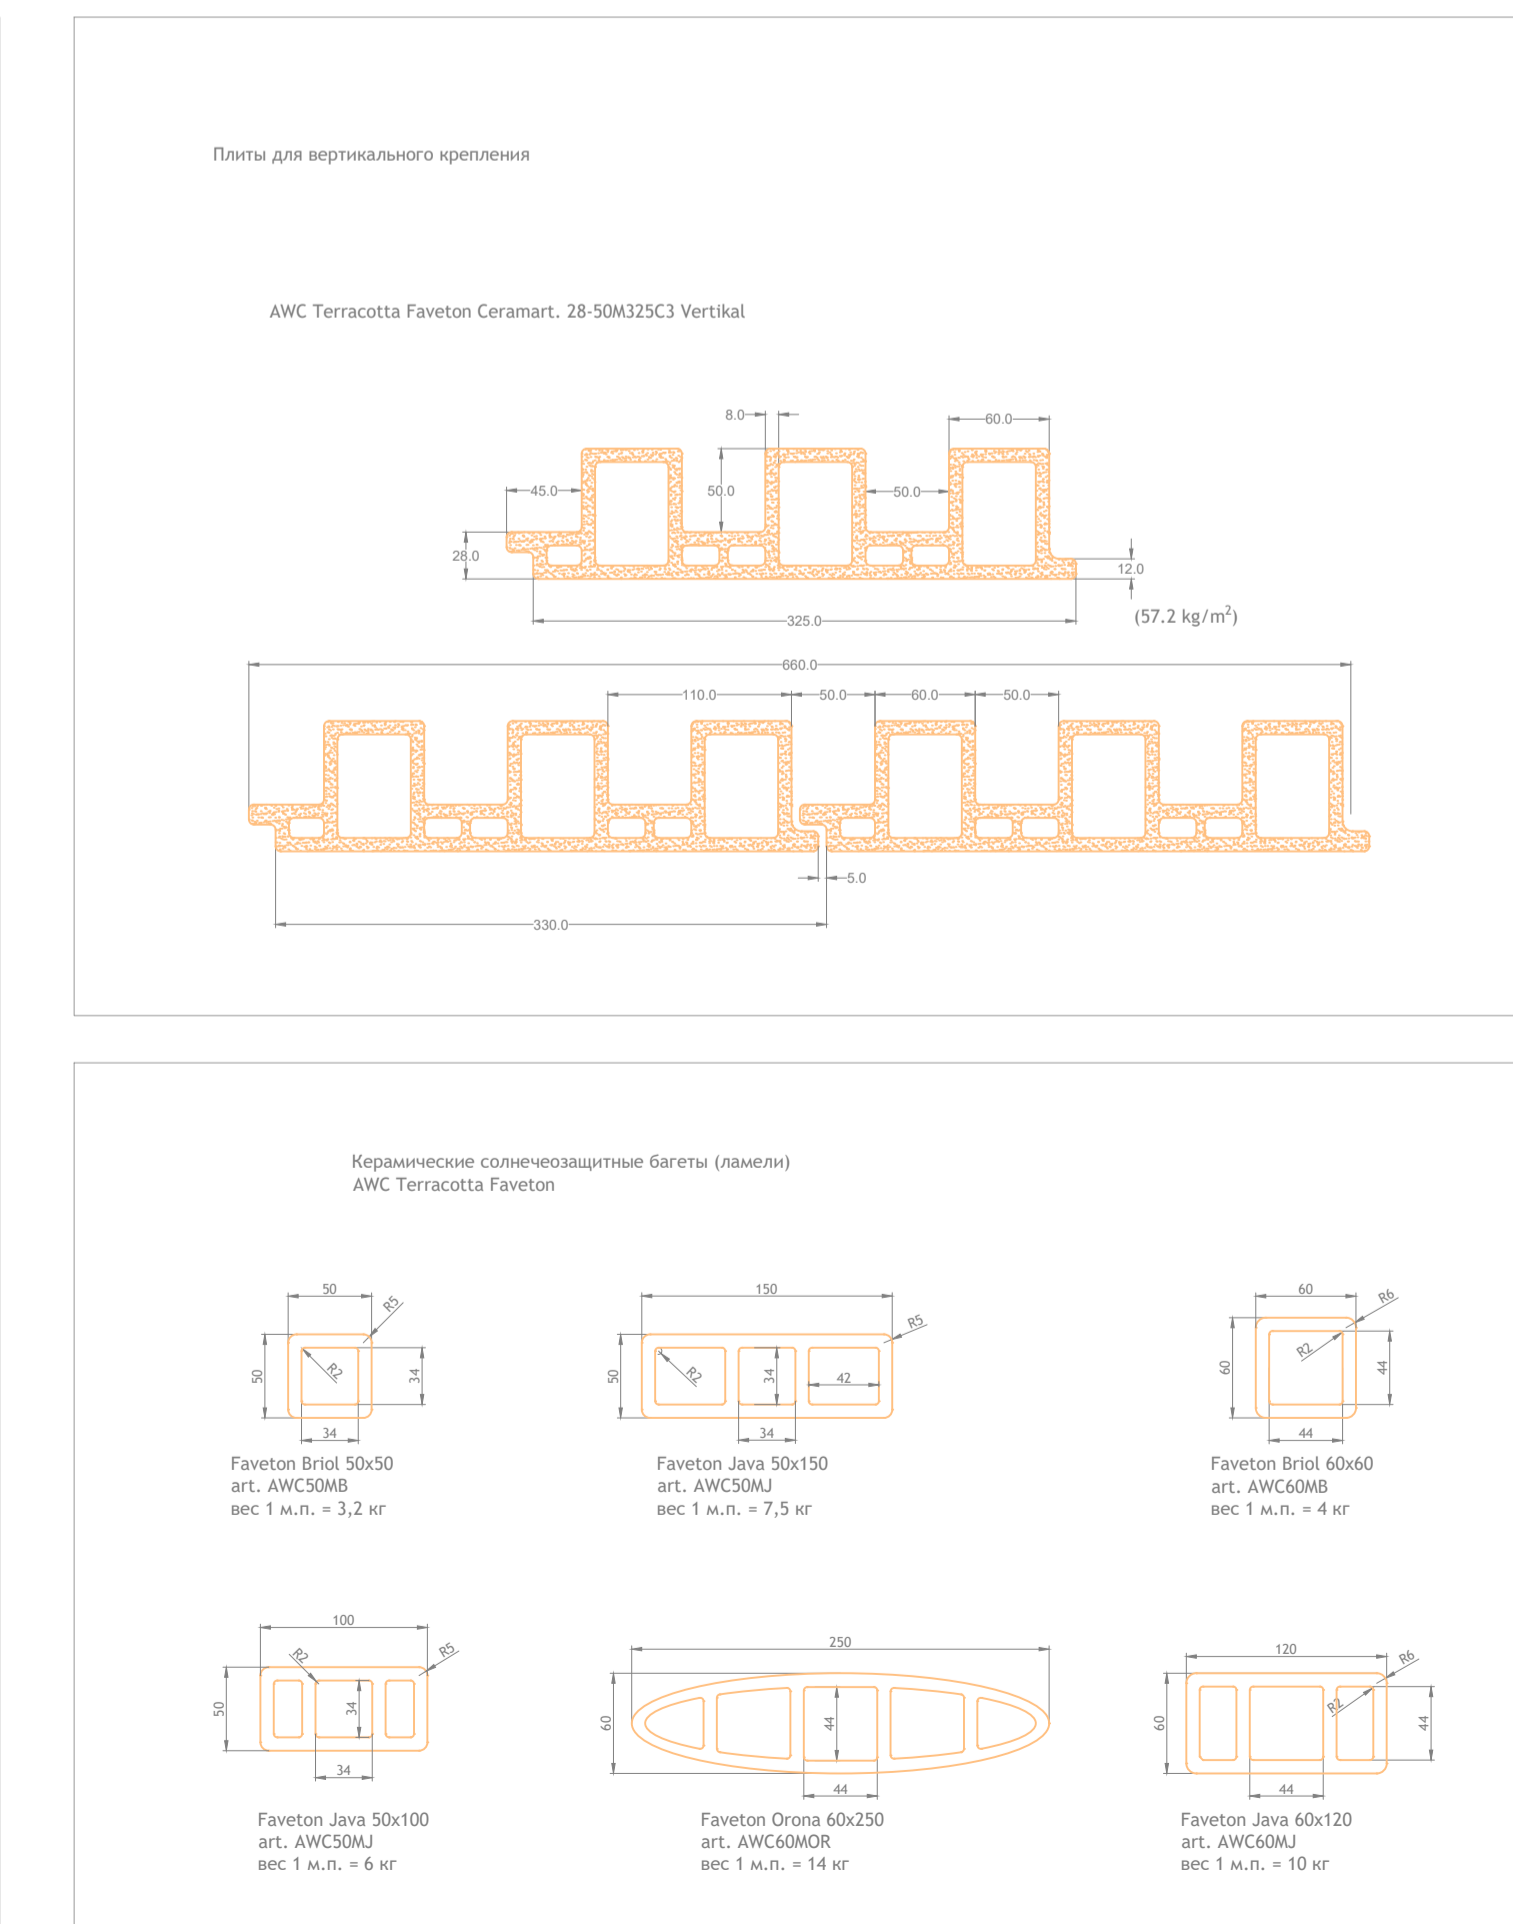 Плиты для вертикального крепления
AWC Terracotta Faveton Ceramart. 28-50M325C3 Vertikal
8.0
60.0
45.0
50.0
50.0
28.0
12.0
325.0
(57.2 kg/m²)
660.0
110.0
50.0
60.0
50.0
5.0
330.0
Керамические солнечеозащитные багеты (ламели)
AWC Terracotta Faveton
50
R5
50
R2
34
34
Faveton Briol 50x50
art. AWC50MB
вес 1 м.п. = 3,2 кг
150
R5
50
R2
34
42
34
Faveton Java 50x150
art. AWC50MJ
вес 1 м.п. = 7,5 кг
60
R6
60
R2
44
44
Faveton Briol 60x60
art. AWC60MB
вес 1 м.п. = 4 кг
100
R2
R5
50
34
34
Faveton Java 50x100
art. AWC50MJ
вес 1 м.п. = 6 кг
250
60
44
44
Faveton Orona 60x250
art. AWC60MOR
вес 1 м.п. = 14 кг
120
R6
60
R2
44
44
Faveton Java 60x120
art. AWC60MJ
вес 1 м.п. = 10 кг